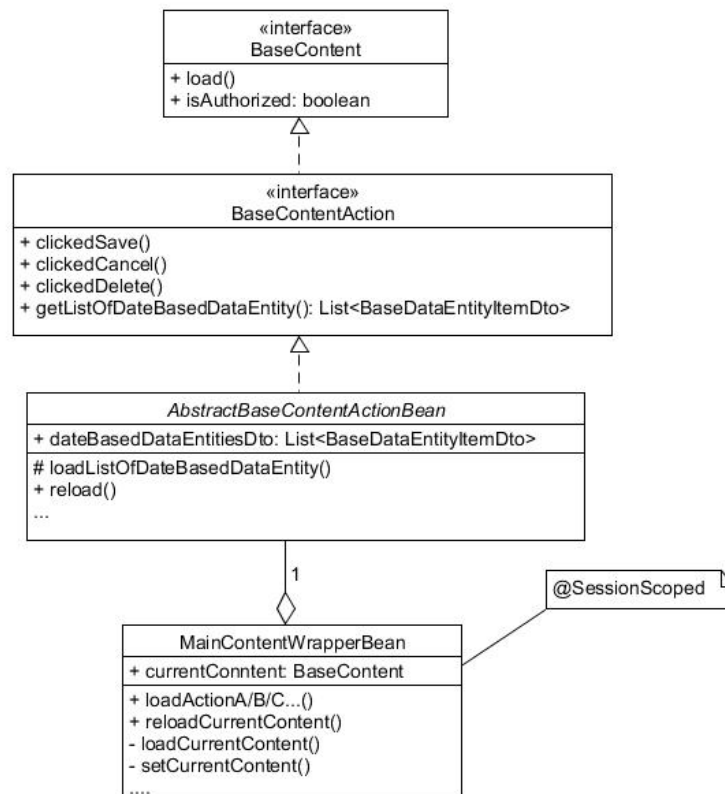 «interface»
BaseContent
+ load()
+ isAuthorized: boolean
«interface»
BaseContentAction
+ clickedSave()
+ clickedCancel()
+ clickedDelete()
+ getListOfDateBasedDataEntity(): List<BaseDataEntityItemDto>
AbstractBaseContentActionBean
+ dateBasedDataEntitiesDto: List<BaseDataEntityItemDto>
# loadListOfDateBasedDataEntity()
+ reload()
...
1
@SessionScoped
MainContentWrapperBean
+ currentConntent: BaseContent
+ loadActionA/B/C...()
+ reloadCurrentContent()
- loadCurrentContent()
- setCurrentContent()
....